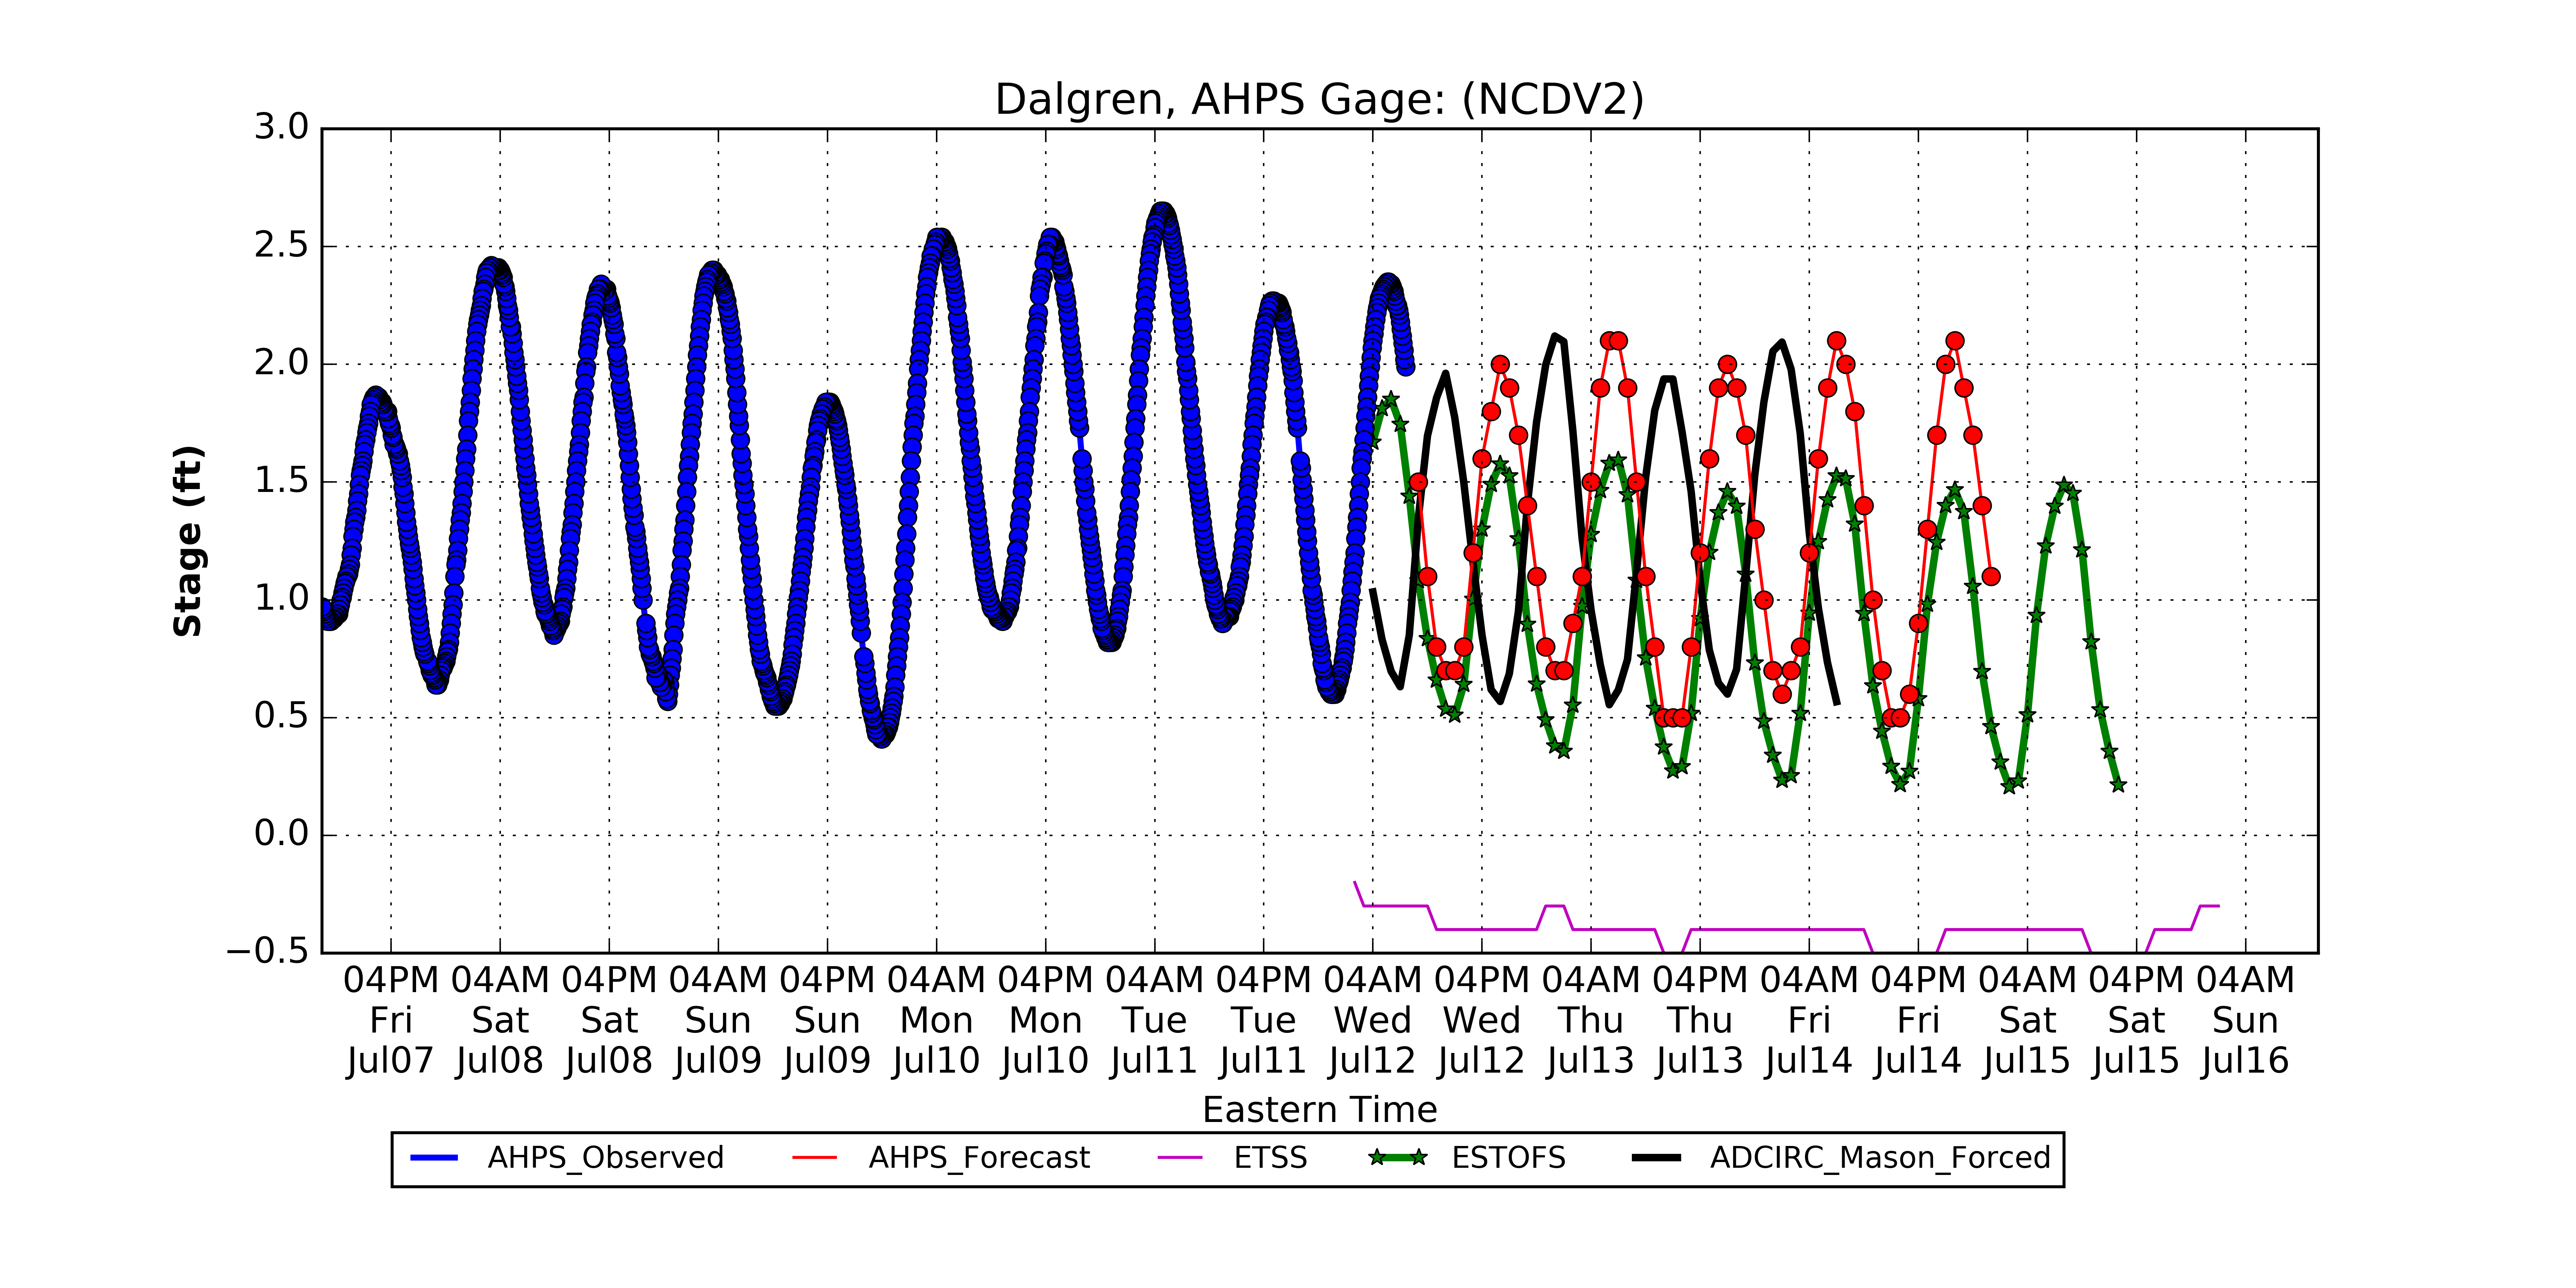 Dalgren, AHPS Gage: (NCDV2)
3.0
2.5
2.0
1.5
1.0
0.5
0.0
−0.5
Stage (ft)
04PM 04AM 04PM 04AM 04PM 04AM 04PM 04AM 04PM 04AM 04PM 04AM 04PM 04AM 04PM 04AM 04PM 04AM
Fri Sat Sat Sun Sun Mon Mon Tue Tue Wed Wed Thu Thu Fri Fri Sat Sat Sun
Jul07 Jul08 Jul08 Jul09 Jul09 Jul10 Jul10 Jul11 Jul11 Jul12 Jul12 Jul13 Jul13 Jul14 Jul14 Jul15 Jul15 Jul16
Eastern Time
AHPS_Observed AHPS_Forecast ETSS ESTOFS ADCIRC_Mason_Forced